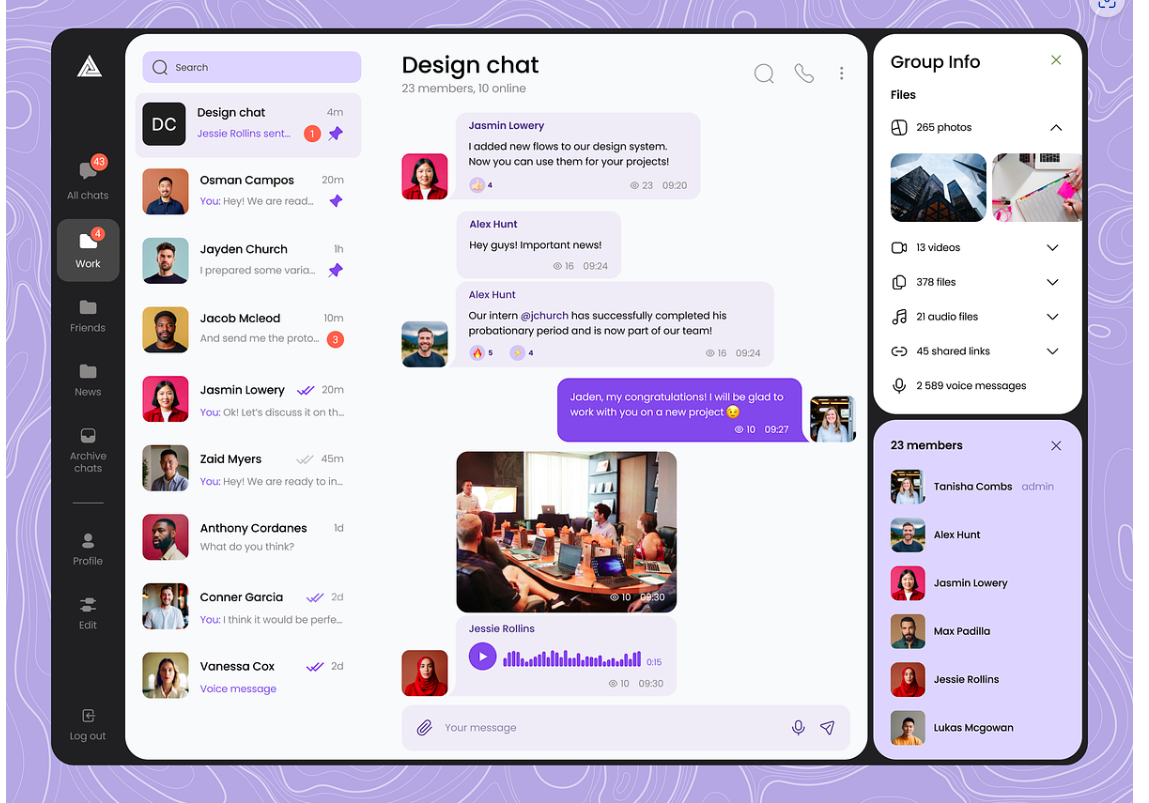 43
All chats
4
Work
Friends
News
Archive
chats
Profile
Edit
Log out
Search
DC
Design chat
4m
Jessie Rollins sent...
1
Osman Campos
20m
You: Hey! We are read...
Jayden Church
1h
I prepared some varia...
Jacob Mcleod
10m
And send me the proto...
3
Jasmin Lowery
20m
You: Ok! Let's discuss it on th...
Zaid Myers
45m
You: Hey! We are ready to in...
Anthony Cordanes
1d
What do you think?
Conner Garcia
2d
You: I think it would be perfe...
Vanessa Cox
2d
Voice message
Design chat
23 members, 10 online
Jasmin Lowery
I added new flows to our design system.
Now you can use them for your projects!
4
23 09:20
Alex Hunt
Hey guys! Important news!
16 09:24
Alex Hunt
Our intern @jchurch has successfully completed his
probationary period and is now part of our team!
5 4
16 09:24
Jaden, my congratulations! I will be glad to
work with you on a new project 😉
10 09:27
10 09:30
Jessie Rollins
0:15
10 09:30
Your message
Group Info
Files
265 photos
13 videos
378 files
21 audio files
45 shared links
2 589 voice messages
23 members
Tanisha Combs admin
Alex Hunt
Jasmin Lowery
Max Padilla
Jessie Rollins
Lukas Mcgowan